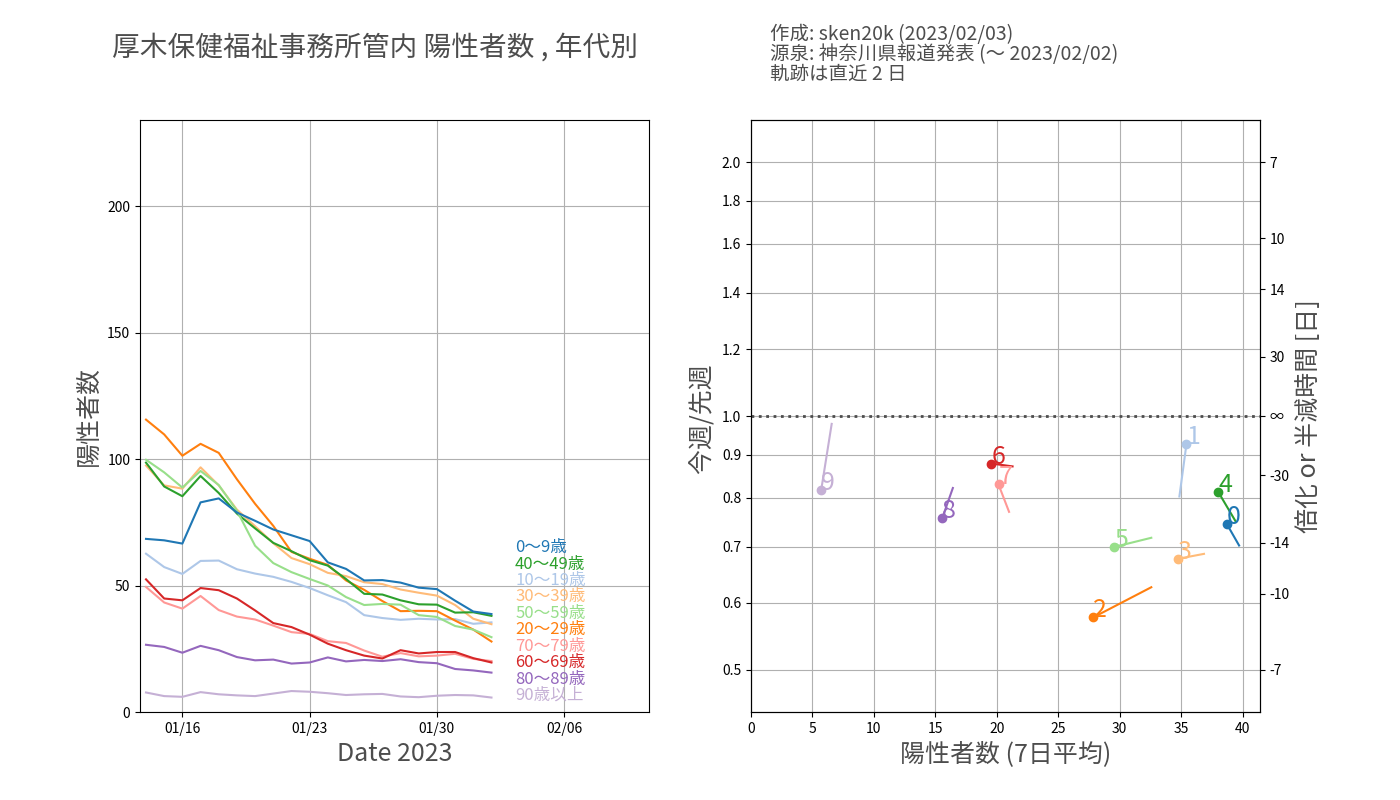 厚木保健福祉事務所管内 陽性者数 , 年代別
作成: sken20k (2023/02/03)
源泉: 神奈川県報道発表 (～ 2023/02/02)
軌跡は直近 2 日
陽性者数
200
150
100
50
0
01/16
01/23
01/30
02/06
Date 2023
0～9歳
40～49歳
10～19歳
30～39歳
50～59歳
20～29歳
70～79歳
60～69歳
80～89歳
90歳以上
今週/先週
2.0
1.8
1.6
1.4
1.2
1.0
0.9
0.8
0.7
0.6
0.5
9
8
6
7
2
5
3
1
4
0
0
5
10
15
20
25
30
35
40
陽性者数 (7日平均)
7
10
14
30
∞
-30
-14
-10
-7
倍化 or 半減時間 [日]